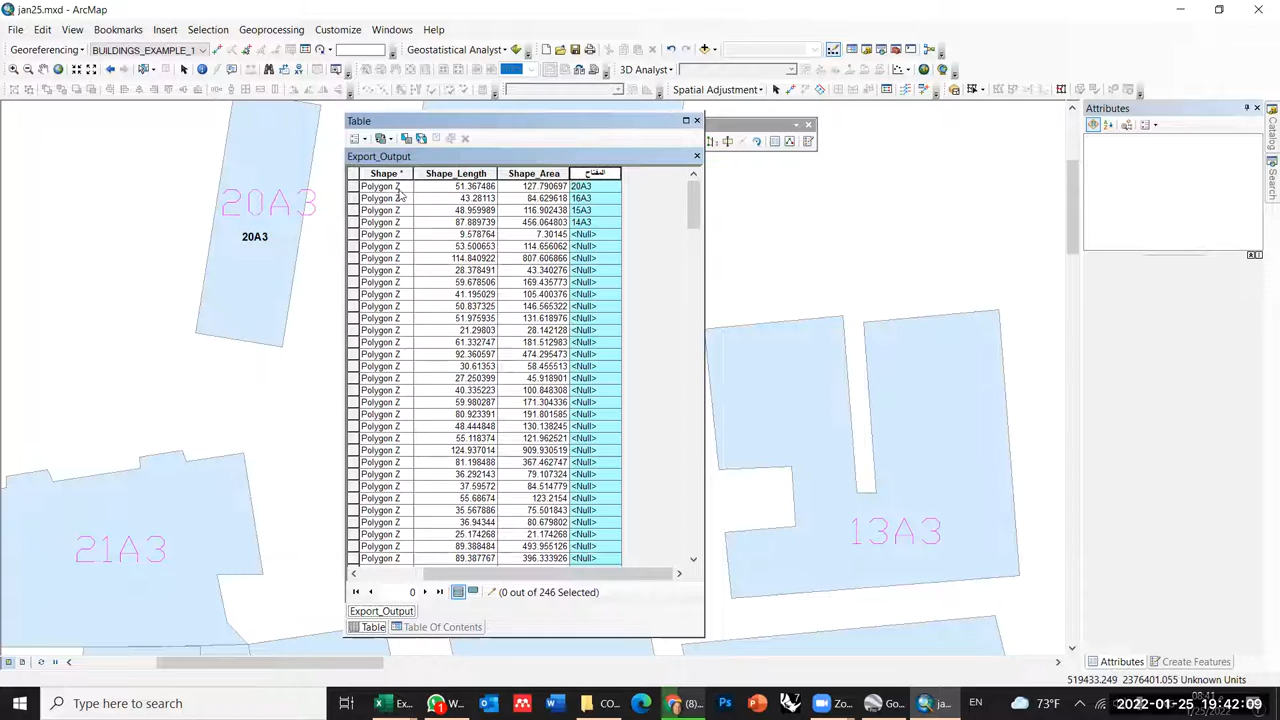 jan25.mxd - ArcMap
File Edit View Bookmarks Insert Selection Geoprocessing Customize Windows Help
Georeferencing BUILDINGS_EXAMPLE_1 Geostatistical Analyst
3D Analyst
Spatial Adjustment
Table
Export_Output
Shape * Shape_Length Shape_Area المفتاح
Polygon Z 51.367486 127.790697 20A3
Polygon Z 43.28113 84.629618 16A3
Polygon Z 48.959989 116.902438 15A3
Polygon Z 87.889739 456.064803 14A3
Polygon Z 9.578764 7.30145 <Null>
Polygon Z 53.500653 114.656062 <Null>
Polygon Z 114.840922 807.606866 <Null>
Polygon Z 28.378491 43.340276 <Null>
Polygon Z 59.678506 169.435773 <Null>
Polygon Z 41.195029 105.400376 <Null>
Polygon Z 50.837325 146.565322 <Null>
Polygon Z 51.975935 131.618976 <Null>
Polygon Z 21.29803 28.142128 <Null>
Polygon Z 61.332747 181.512983 <Null>
Polygon Z 92.360597 474.295473 <Null>
Polygon Z 30.61353 58.455513 <Null>
Polygon Z 27.250399 45.918901 <Null>
Polygon Z 40.335223 100.848308 <Null>
Polygon Z 59.980287 171.304336 <Null>
Polygon Z 80.923391 191.801585 <Null>
Polygon Z 48.444848 130.138245 <Null>
Polygon Z 55.118374 121.962521 <Null>
Polygon Z 124.937014 909.930519 <Null>
Polygon Z 81.198488 367.462747 <Null>
Polygon Z 36.292143 79.107324 <Null>
Polygon Z 37.59572 84.514779 <Null>
Polygon Z 55.68674 123.2154 <Null>
Polygon Z 35.567886 75.501843 <Null>
Polygon Z 36.94344 80.679802 <Null>
Polygon Z 25.174268 21.174268 <Null>
Polygon Z 89.388484 493.955126 <Null>
Polygon Z 89.387767 396.333926 <Null>
0 (0 out of 246 Selected)
Export_Output
Table Table Of Contents
20A3
20A3
21A3
13A3
Attributes
Catalog
Search
Attributes Create Features
519433.249 2376401.055 Unknown Units
Type here to search
Ex...
W...
CO...
(8)...
Zo...
Go...
ja...
EN
73°F
2022-01-25 19:42:09